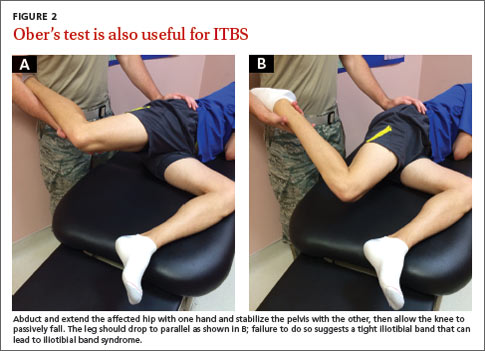 FIGURE 2
Ober's test is also useful for ITBS
A
B
Abduct and extend the affected hip with one hand and stabilize the pelvis with the other, then allow the knee to
passively fall. The leg should drop to parallel as shown in B; failure to do so suggests a tight iliotibial band that can
lead to iliotibial band syndrome.